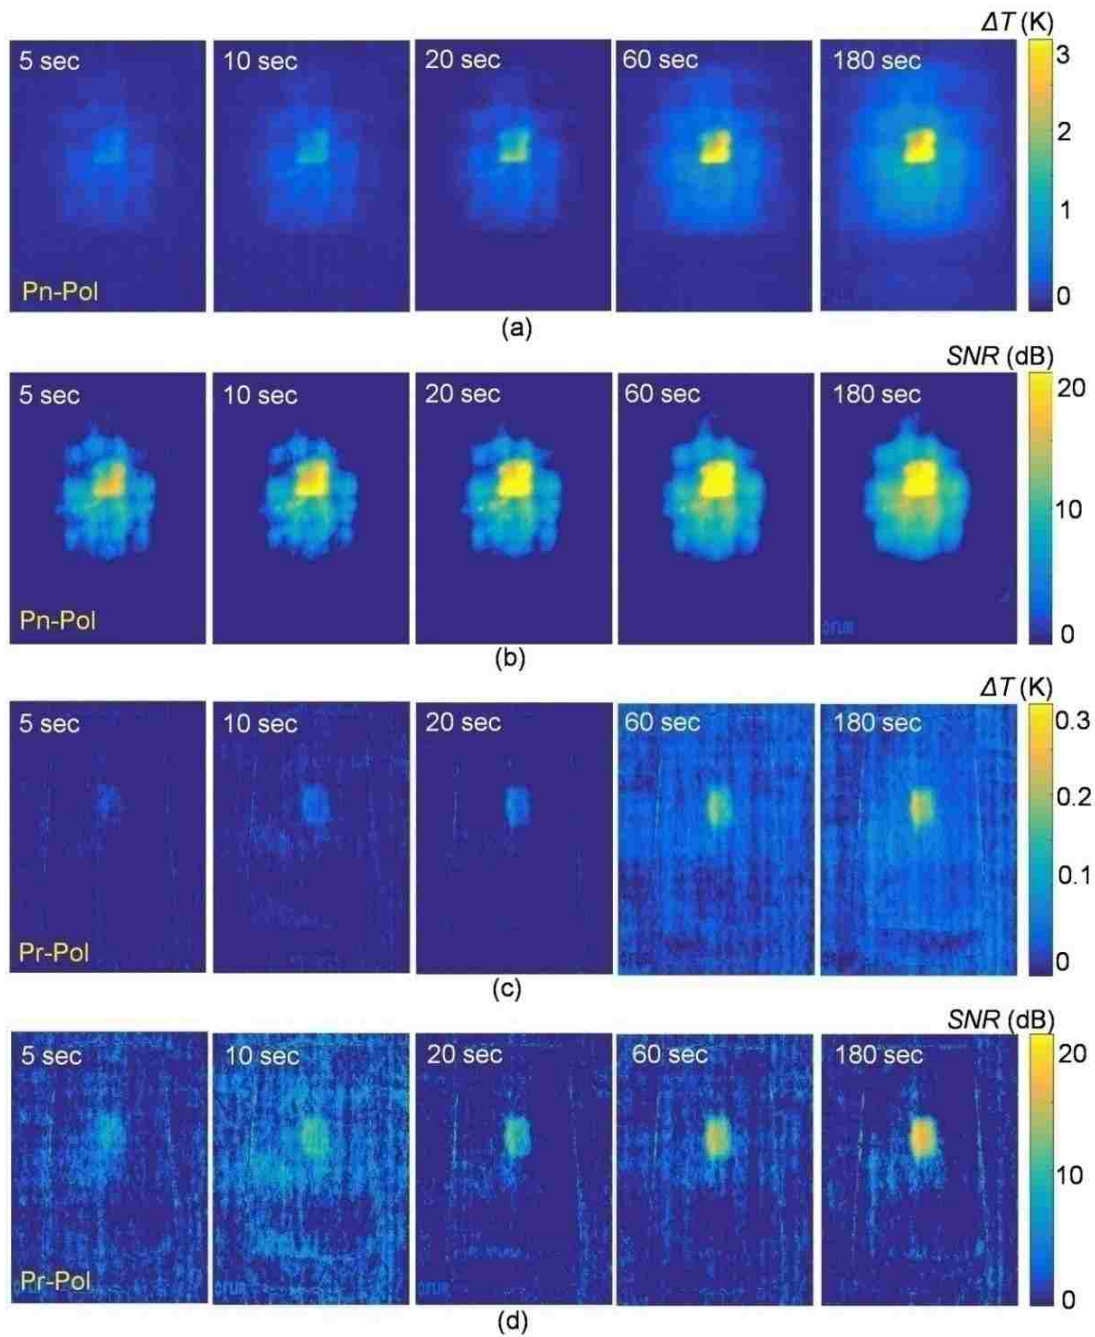 ΔT (K)
5 sec 10 sec 20 sec 60 sec 180 sec 3
2
1
0
Pn-Pol
(a)
SNR (dB)
5 sec 10 sec 20 sec 60 sec 180 sec 20
10
0
Pn-Pol
(b)
ΔT (K)
5 sec 10 sec 20 sec 60 sec 180 sec 0.3
0.2
0.1
0
Pr-Pol
(c)
SNR (dB)
5 sec 10 sec 20 sec 60 sec 180 sec 20
10
0
Pr-Pol
(d)